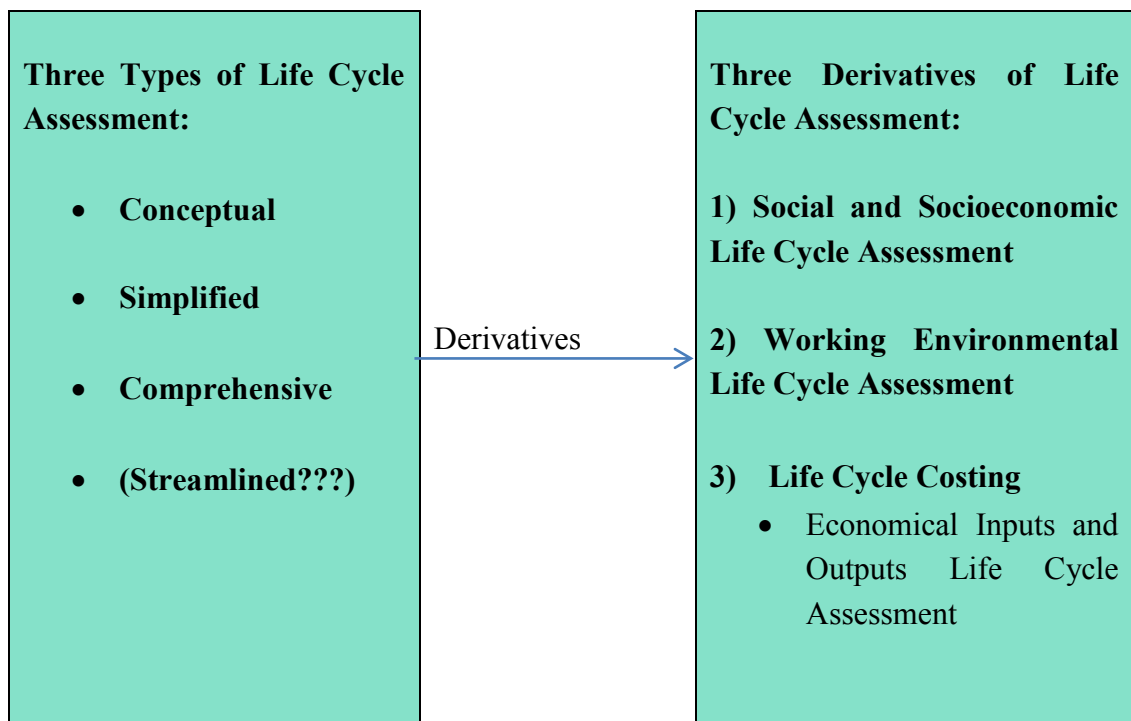 Three Types of Life Cycle
Assessment:
• Conceptual
• Simplified
• Comprehensive
• (Streamlined???)
Derivatives
Three Derivatives of Life
Cycle Assessment:
1) Social and Socioeconomic
Life Cycle Assessment
2) Working Environmental
Life Cycle Assessment
3) Life Cycle Costing
• Economical Inputs and
Outputs Life Cycle
Assessment